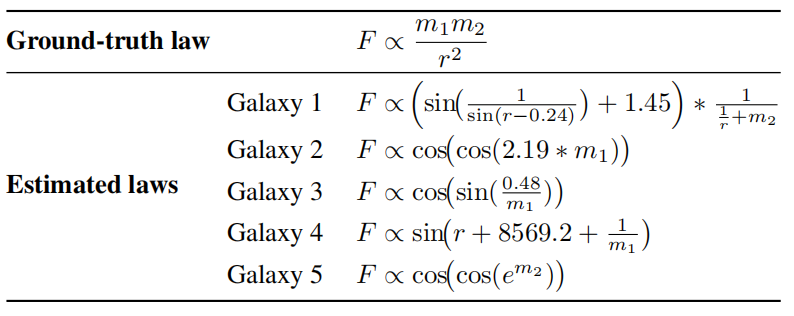 Ground-truth law F ∝ m₁m₂ / r²
Galaxy 1 F ∝ (sin(1 / sin(r−0.24)) + 1.45) * 1 / (1/r + m₂)
Galaxy 2 F ∝ cos(cos(2.19 * m₁))
Estimated laws Galaxy 3 F ∝ cos(sin(0.48 / m₁))
Galaxy 4 F ∝ sin(r + 8569.2 + 1 / m₁)
Galaxy 5 F ∝ cos(cos(e^{m₂}))